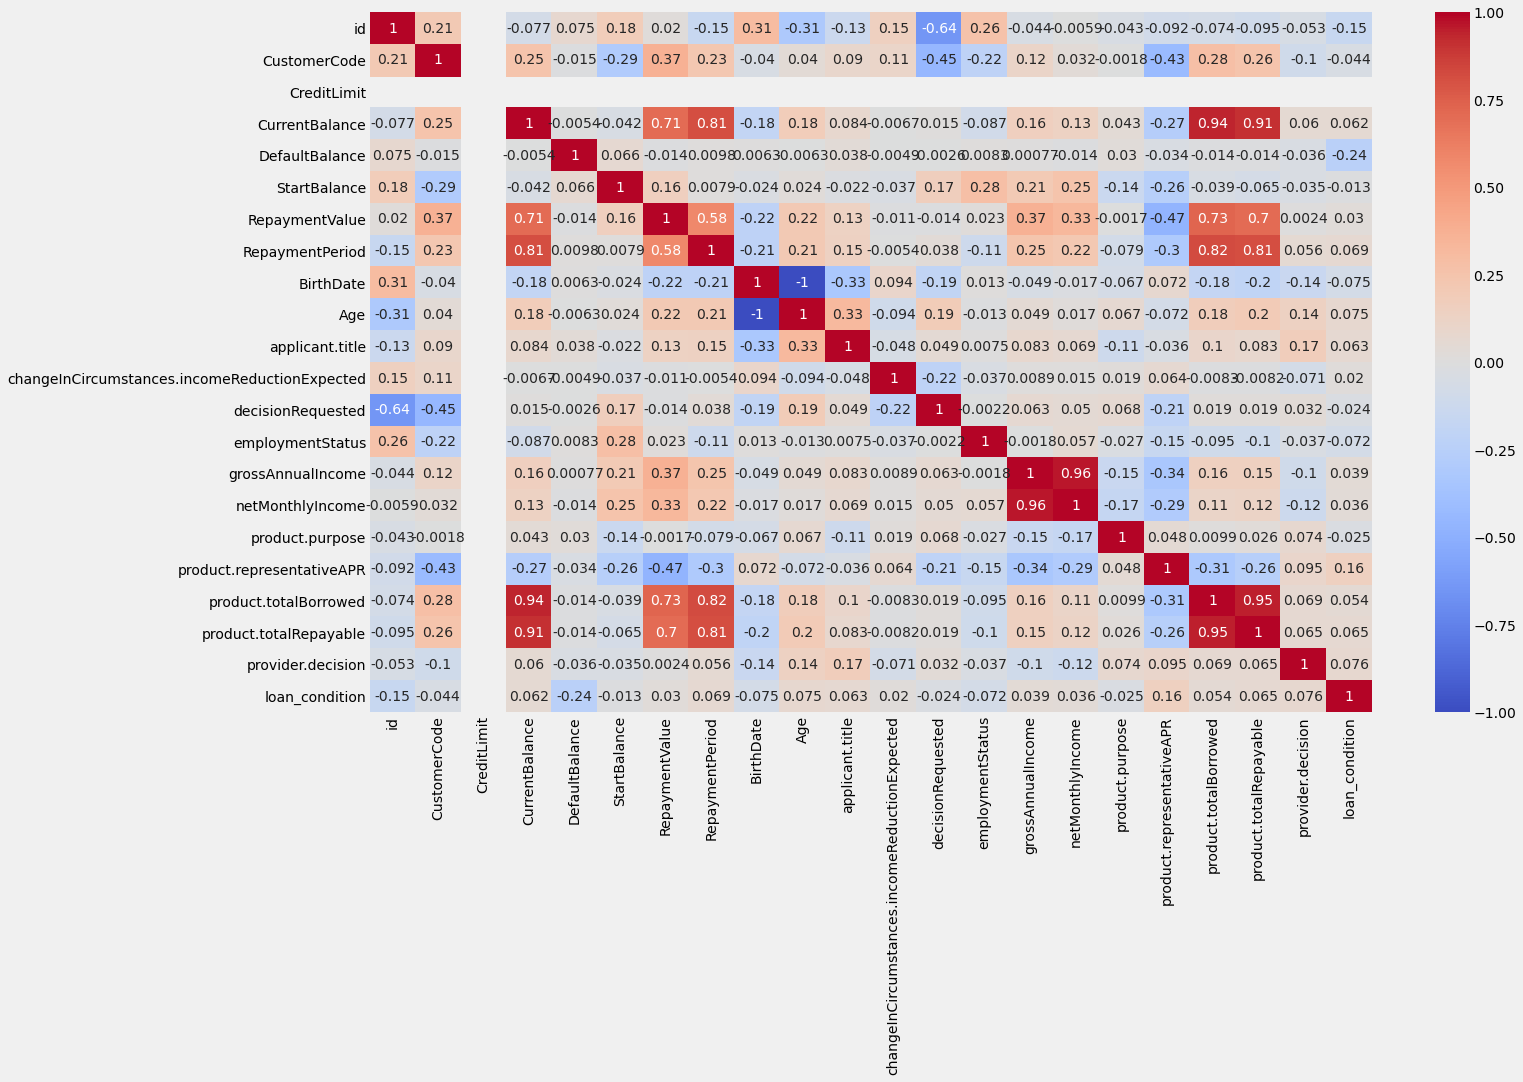 id 1 0.21 -0.077 0.075 0.18 0.02 -0.15 0.31 -0.31 -0.13 0.15 -0.64 0.26 -0.044 -0.0059 -0.043 -0.092 -0.074 -0.095 -0.053 -0.15
CustomerCode 0.21 1 0.25 -0.015 -0.29 0.37 0.23 -0.04 0.04 0.09 0.11 -0.45 -0.22 0.12 0.032 -0.0018 -0.43 0.28 0.26 -0.1 -0.044
CreditLimit
CurrentBalance -0.077 0.25 1 -0.0054 -0.042 0.71 0.81 -0.18 0.18 0.084 -0.0067 0.015 -0.087 0.16 0.13 0.043 -0.27 0.94 0.91 0.06 0.062
DefaultBalance 0.075 -0.015 -0.0054 1 0.066 -0.014 0.0098 0.0063 -0.0063 0.038 -0.0049 -0.0026 0.0083 0.00077 -0.014 0.03 -0.034 -0.014 -0.014 -0.036 -0.24
StartBalance 0.18 -0.29 -0.042 0.066 1 0.16 0.0079 -0.024 0.024 -0.022 -0.037 0.17 0.28 0.21 0.25 -0.14 -0.26 -0.039 -0.065 -0.035 -0.013
RepaymentValue 0.02 0.37 0.71 -0.014 0.16 1 0.58 -0.22 0.22 0.13 -0.011 -0.014 0.023 0.37 0.33 -0.0017 -0.47 0.73 0.7 0.0024 0.03
RepaymentPeriod -0.15 0.23 0.81 0.0098 0.0079 0.58 1 -0.21 0.21 0.15 -0.0054 0.038 -0.11 0.25 0.22 -0.079 -0.3 0.82 0.81 0.056 0.069
BirthDate 0.31 -0.04 -0.18 0.0063 -0.024 -0.22 -0.21 1 -1 -0.33 0.094 -0.19 0.013 -0.049 -0.017 -0.067 0.072 -0.18 -0.2 -0.14 -0.075
Age -0.31 0.04 0.18 -0.0063 0.024 0.22 0.21 -1 1 0.33 -0.094 0.19 -0.013 0.049 0.017 0.067 -0.072 0.18 0.2 0.14 0.075
applicant.title -0.13 0.09 0.084 0.038 -0.022 0.13 0.15 -0.33 0.33 1 -0.048 0.049 0.0075 0.083 0.069 -0.11 -0.036 0.1 0.083 0.17 0.063
changeInCircumstances.incomeReductionExpected 0.15 0.11 -0.0067 -0.0049 -0.037 -0.011 -0.0054 0.094 -0.094 -0.048 1 -0.22 -0.037 0.0089 0.015 0.019 0.064 -0.0083 -0.0082 -0.071 0.02
decisionRequested -0.64 -0.45 0.015 -0.0026 0.17 -0.014 0.038 -0.19 0.19 0.049 -0.22 1 -0.0022 0.063 0.05 0.068 -0.21 0.019 0.019 0.032 -0.024
employmentStatus 0.26 -0.22 -0.087 0.0083 0.28 0.023 -0.11 0.013 -0.013 0.0075 -0.037 -0.0022 1 -0.0018 0.057 -0.027 -0.15 -0.095 -0.1 -0.037 -0.072
grossAnnualIncome -0.044 0.12 0.16 0.00077 0.21 0.37 0.25 -0.049 0.049 0.083 0.0089 0.063 -0.0018 1 0.96 -0.15 -0.34 0.16 0.15 -0.1 0.039
netMonthlyIncome -0.0059 0.032 0.13 -0.014 0.25 0.33 0.22 -0.017 0.017 0.069 0.015 0.05 0.057 0.96 1 -0.17 -0.29 0.11 0.12 -0.12 0.036
product.purpose -0.043 -0.0018 0.043 0.03 -0.14 -0.0017 -0.079 -0.067 0.067 -0.11 0.019 0.068 -0.027 -0.15 -0.17 1 0.048 0.0099 0.026 0.074 -0.025
product.representativeAPR -0.092 -0.43 -0.27 -0.034 -0.26 -0.47 -0.3 0.072 -0.072 -0.036 0.064 -0.21 -0.15 -0.34 -0.29 0.048 1 -0.31 -0.26 0.095 0.16
product.totalBorrowed -0.074 0.28 0.94 -0.014 -0.039 0.73 0.82 -0.18 0.18 0.1 -0.0083 0.019 -0.095 0.16 0.11 0.0099 -0.31 1 0.95 0.069 0.054
product.totalRepayable -0.095 0.26 0.91 -0.014 -0.065 0.7 0.81 -0.2 0.2 0.083 -0.0082 0.019 -0.1 0.15 0.12 0.026 -0.26 0.95 1 0.065 0.065
provider.decision -0.053 -0.1 0.06 -0.036 -0.035 0.0024 0.056 -0.14 0.14 0.17 -0.071 0.032 -0.037 -0.1 -0.12 0.074 0.095 0.069 0.065 1 0.076
loan_condition -0.15 -0.044 0.062 -0.24 -0.013 0.03 0.069 -0.075 0.075 0.063 0.02 -0.024 -0.072 0.039 0.036 -0.025 0.16 0.054 0.065 0.076 1
id
CustomerCode
CreditLimit
CurrentBalance
DefaultBalance
StartBalance
RepaymentValue
RepaymentPeriod
BirthDate
Age
applicant.title
changeInCircumstances.incomeReductionExpected
decisionRequested
employmentStatus
grossAnnualIncome
netMonthlyIncome
product.purpose
product.representativeAPR
product.totalBorrowed
product.totalRepayable
provider.decision
loan_condition
1.00
0.75
0.50
0.25
0.00
−0.25
−0.50
−0.75
−1.00